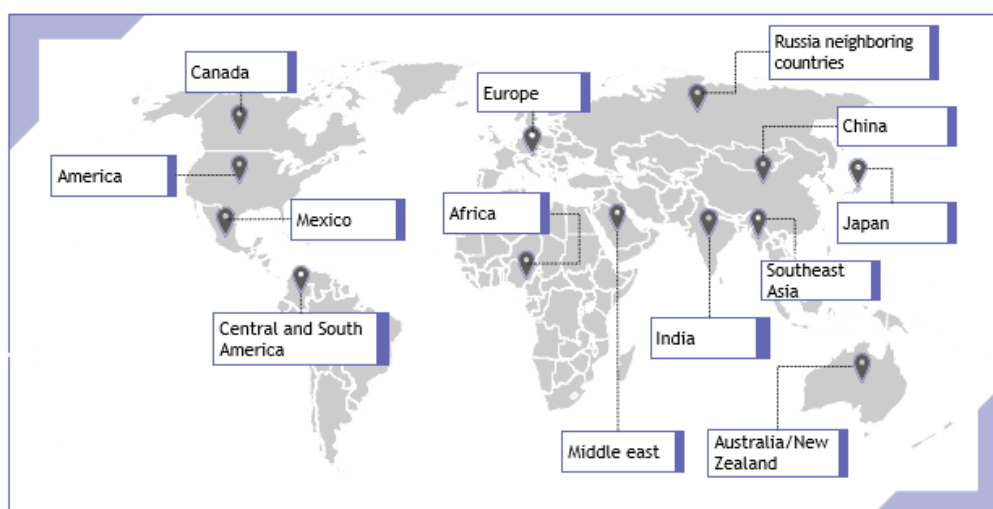 Russia neighboring
countries
Canada
Europe
China
America
Mexico
Africa
Japan
Southeast
Asia
Central and South
America
India
Middle east
Australia/New
Zealand